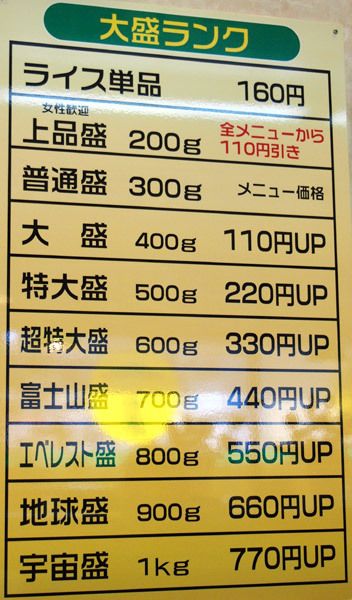 大盛ランク
ライス単品 160円
女性歓迎
上品盛 200g 全メニューから
110円引き
普通盛 300g メニュー価格
大盛 400g 110円UP
特大盛 500g 220円UP
超特大盛 600g 330円UP
富士山盛 700g 440円UP
エベレスト盛 800g 550円UP
地球盛 900g 660円UP
宇宙盛 1kg 770円UP